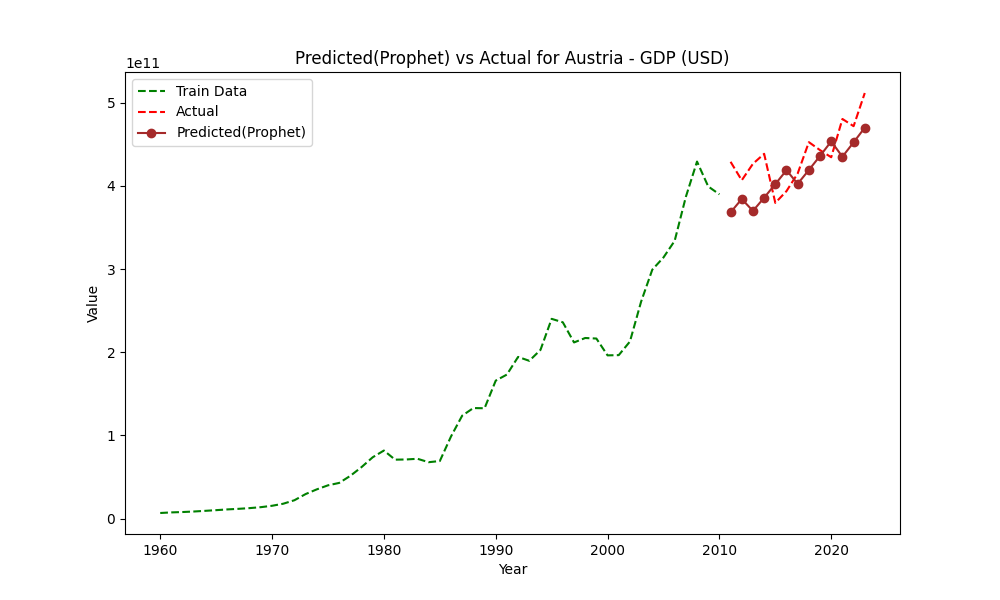 Predicted(Prophet) vs Actual for Austria - GDP (USD)
1e11
Train Data
Actual
Predicted(Prophet)
5
4
3
2
1
0
Value
1960 1970 1980 1990 2000 2010 2020
Year